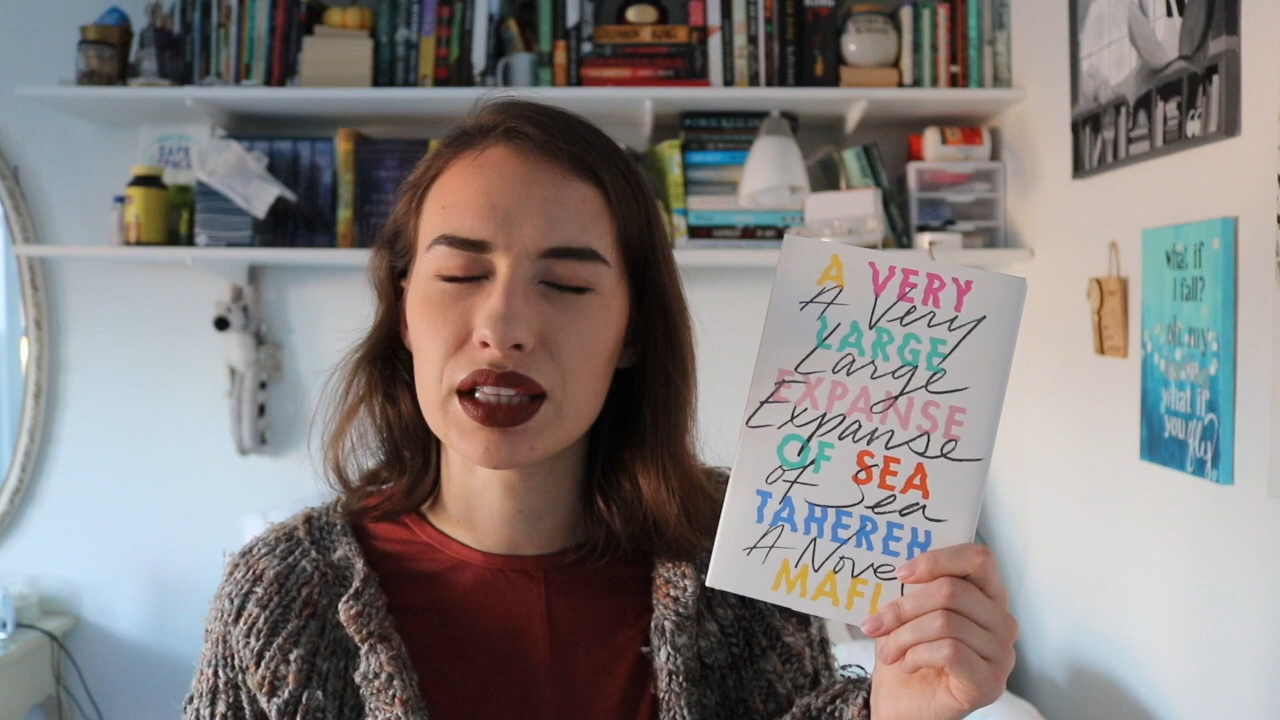 A VERY
A Very
LARGE
Large
EXPANSE
Expanse
OF SEA
of Sea
TAHEREH
A Novel
MAFI
what if
I fall?
oh, my
what if
you fly?